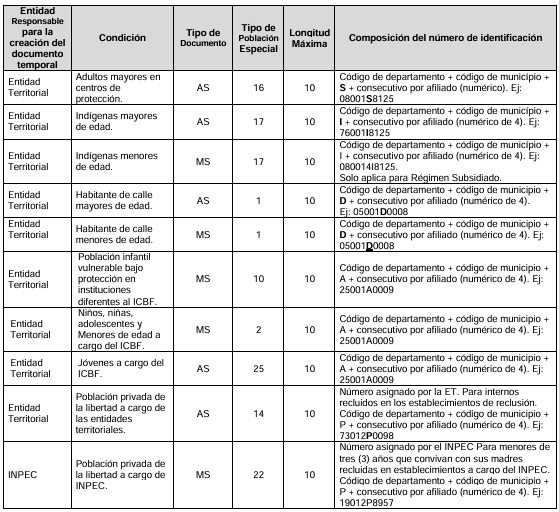 Entidad
Responsable
para la
creación del
documento
temporal
Condición
Tipo de
Documento
Tipo de
Población
Especial
Longitud
Máxima
Composición del número de identificación
Entidad
Territorial
Adultos mayores en
centros de
protección.
AS
16
10
Código de departamento + código de município +
S + consecutivo por afiliado (numérico). Ej:
08001S8125
Entidad
Territorial
Indígenas mayores
de edad.
AS
17
10
Código de departamento + código de município +
I + consecutivo por afiliado (numérico de 4). Ej:
76001I8125
Entidad
Territorial
Indígenas menores
de edad.
MS
17
10
Código de departamento + código de município +
I + consecutivo por afiliado (numérico de 4). Ej:
080014I8125.
Solo aplica para Régimen Subsidiado.
Entidad
Territorial
Habitante de calle
mayores de edad.
AS
1
10
Código de departamento + código de município +
D + consecutivo por afiliado (numérico de 4).
Ej: 05001D0008
Entidad
Territorial
Habitante de calle
menores de edad.
MS
1
10
Código de departamento + código de município +
D + consecutivo por afiliado (numérico de 4). Ej:
05001D0008
Entidad
Territorial
Población infantil
vulnerable bajo
protección en
instituciones
diferentes al ICBF.
MS
10
10
Código de departamento + código de municipio +
A + consecutivo por afiliado (numérico de 4). Ej:
25001A0009
Entidad
Territorial
Niños, niñas,
adolescentes y
Menores de edad a
cargo del ICBF.
MS
2
10
Código de departamento + código de municipio +
A + consecutivo por afiliado (numérico de 4). Ej:
25001A0009
Entidad
Territorial
Jóvenes a cargo del
ICBF.
AS
25
10
Código de departamento + código de municipio +
A + consecutivo por afiliado (numérico de 4). Ej:
25001A0009
Entidad
Territorial
Población privada de
la libertad a cargo de
las entidades
territoriales.
AS
14
10
Número asignado por la ET. Para internos
recluidos en los establecimientos de reclusión.
Código de departamento + código de municipio +
P + consecutivo por afiliado (numérico de 4). Ej:
73012P0098
INPEC
Población privada de
la libertad a cargo de
INPEC.
MS
22
10
Número asignado por el INPEC Para menores de
tres (3) años que convivan con sus madres
recluidas en establecimientos a cargo del INPEC.
Código de departamento + código de municipio +
P + consecutivo por afiliado (numérico de 4). Ej:
19012P8957